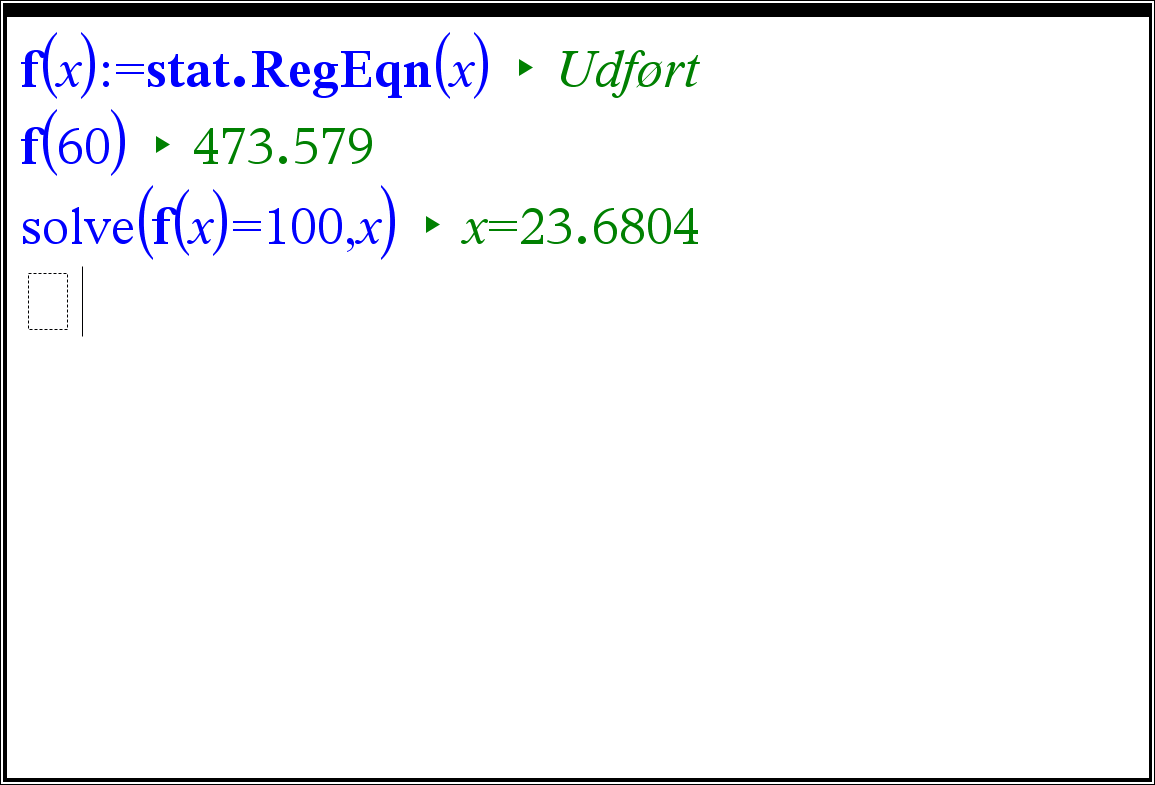 f(x):=stat.RegEqn(x) ▸ Udført
f(60) ▸ 473.579
solve(f(x)=100,x) ▸ x=23.6804